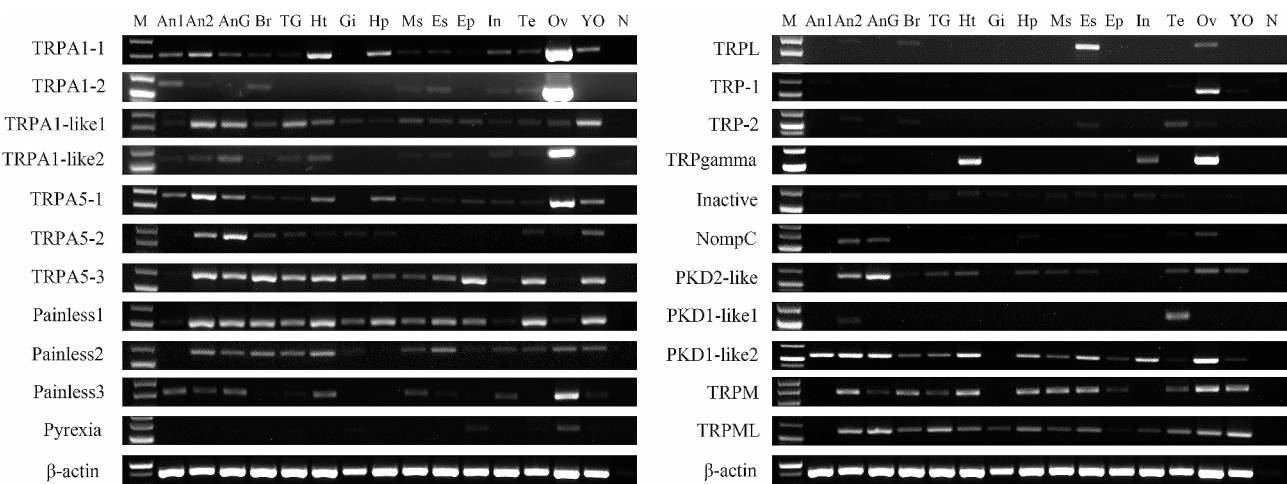 M An1 An2 AnG Br TG Ht Gi Hp Ms Es Ep In Te Ov YO N
TRPA1-1
TRPA1-2
TRPA1-like1
TRPA1-like2
TRPA5-1
TRPA5-2
TRPA5-3
Painless1
Painless2
Painless3
Pyrexia
β-actin
M An1 An2 AnG Br TG Ht Gi Hp Ms Es Ep In Te Ov YO N
TRPL
TRP-1
TRP-2
TRPgamma
Inactive
NompC
PKD2-like
PKD1-like1
PKD1-like2
TRPM
TRPML
β-actin